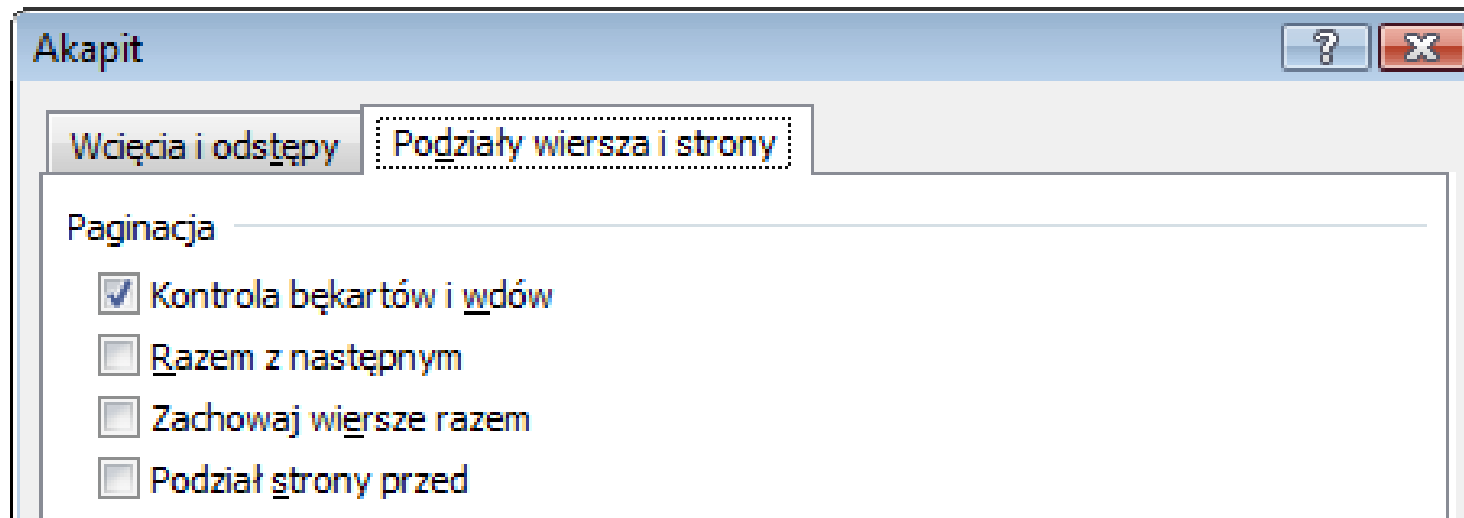 Akapit
Wcięcia i odstępy Podziały wiersza i strony
Paginacja
Kontrola bękartów i wdów
Razem z następnym
Zachowaj wiersze razem
Podział strony przed